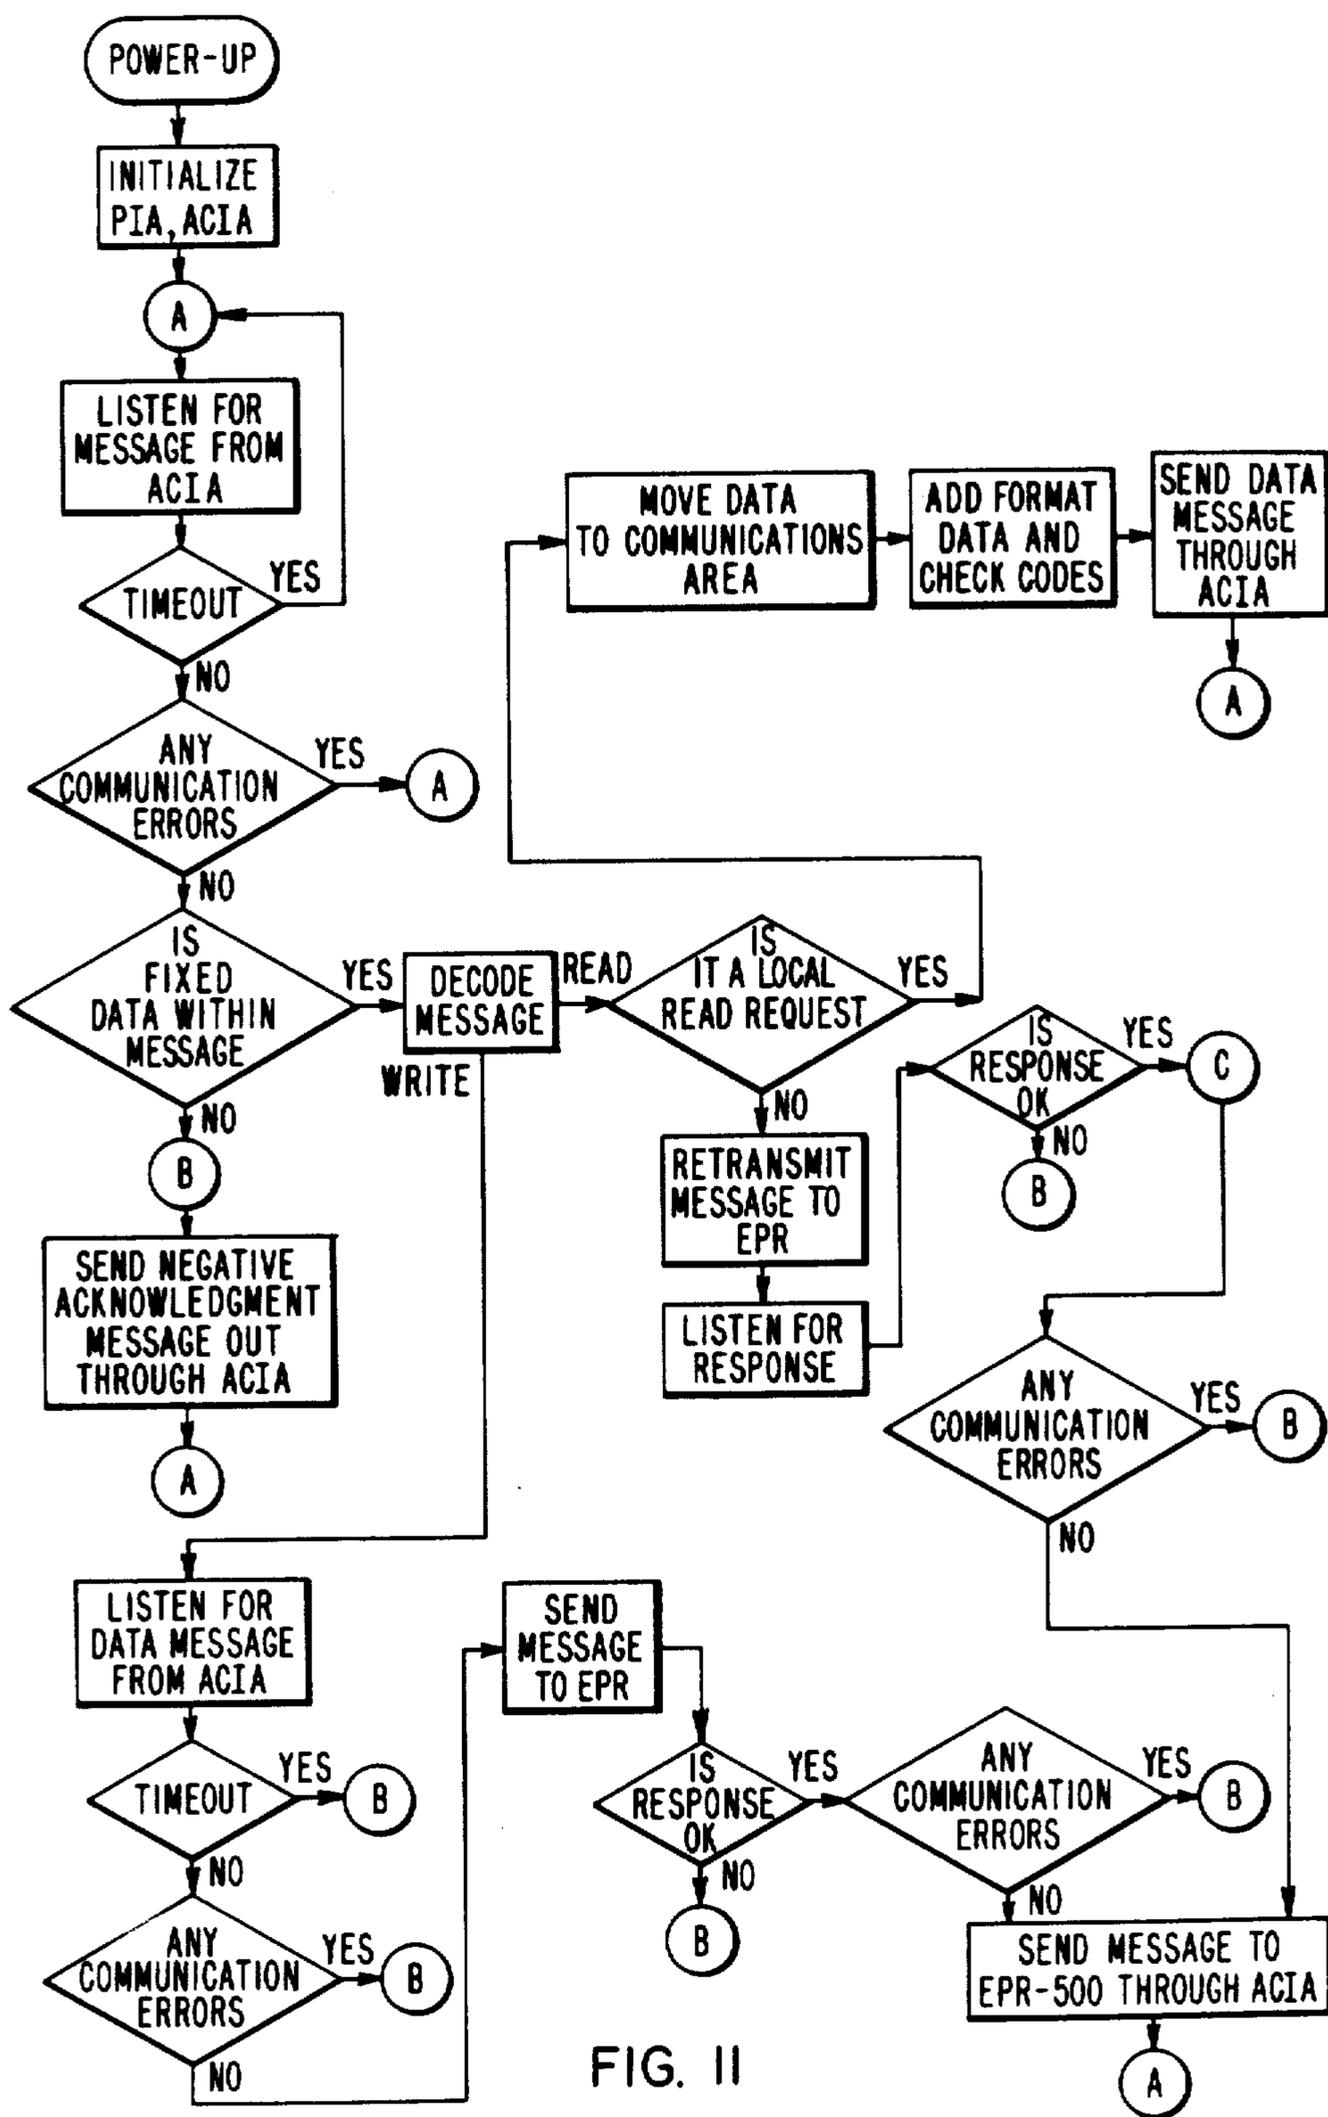 POWER-UP
INITIALIZE
PIA, ACIA
A
LISTEN FOR
MESSAGE FROM
ACIA
TIMEOUT
YES
NO
ANY
COMMUNICATION
ERRORS
YES
A
NO
IS
FIXED
DATA WITHIN
MESSAGE
YES
NO
B
SEND NEGATIVE
ACKNOWLEDGMENT
MESSAGE OUT
THROUGH ACIA
A
DECODE
MESSAGE
READ
WRITE
IS
IT A LOCAL
READ REQUEST
YES
NO
MOVE DATA
TO COMMUNICATIONS
AREA
ADD FORMAT
DATA AND
CHECK CODES
SEND DATA
MESSAGE
THROUGH
ACIA
A
RETRANSMIT
MESSAGE TO
EPR
LISTEN FOR
RESPONSE
IS
RESPONSE
OK
YES
C
NO
B
ANY
COMMUNICATION
ERRORS
YES
B
NO
LISTEN FOR
DATA MESSAGE
FROM ACIA
TIMEOUT
YES
B
NO
ANY
COMMUNICATION
ERRORS
YES
B
NO
SEND
MESSAGE
TO EPR
IS
RESPONSE
OK
YES
NO
B
ANY
COMMUNICATION
ERRORS
YES
B
NO
SEND MESSAGE TO
EPR-500 THROUGH ACIA
A
FIG. 11